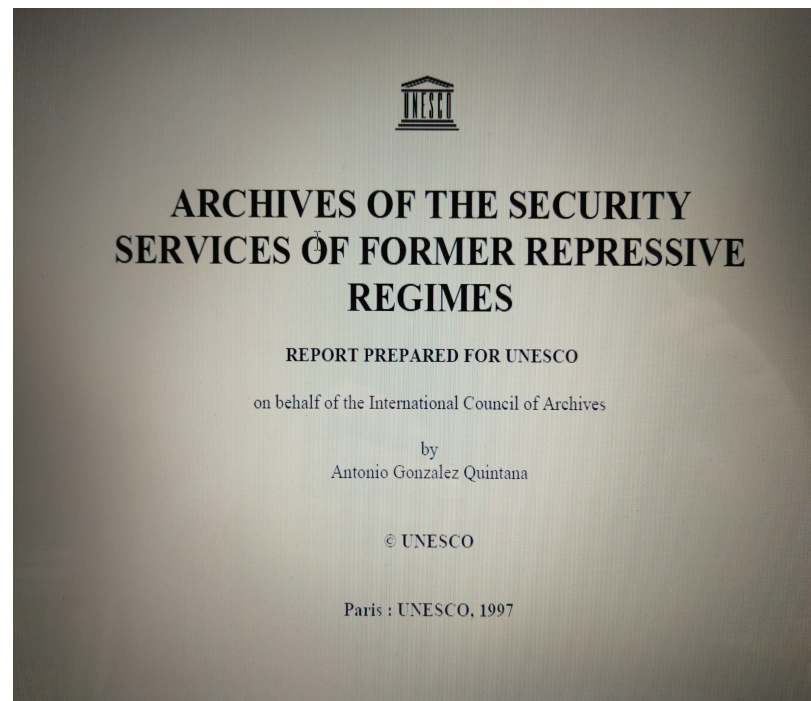 UNESCO
ARCHIVES OF THE SECURITY
SERVICES OF FORMER REPRESSIVE
REGIMES
REPORT PREPARED FOR UNESCO
on behalf of the International Council of Archives
by
Antonio Gonzalez Quintana
© UNESCO
Paris : UNESCO, 1997